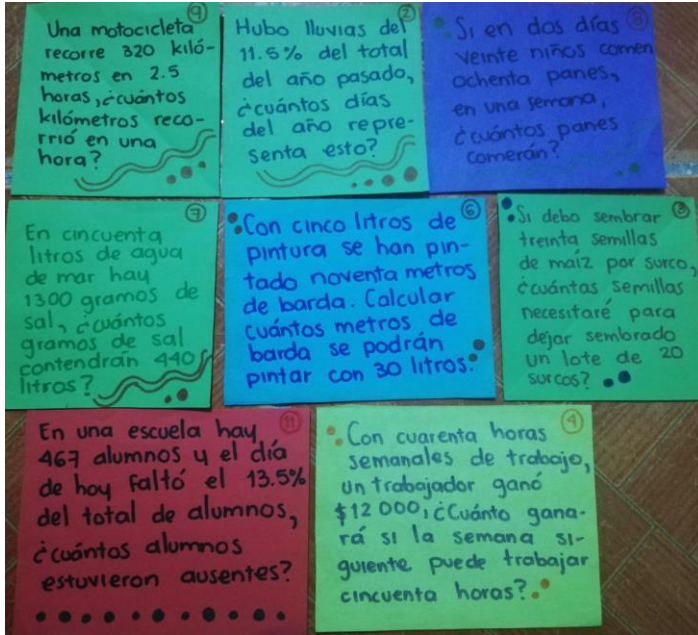 9
Una motocicleta
recorre 320 kiló-
metros en 2.5
horas, ¿cuántos
kilómetros reco-
rrió en una
hora?
2
Hubo lluvias del
11.5% del total
del año pasado,
¿cuántos días
del año repre-
senta esto?
8
Si en dos días
veinte niños comen
ochenta panes,
en una semana,
¿cuántos panes
comerán?
7
En cincuenta
litros de agua
de mar hay
1300 gramos de
sal, ¿cuántos
gramos de sal
contendrán 440
litros?
6
Con cinco litros de
pintura se han pin-
tado noventa metros
de barda. Calcular
cuántos metros de
barda se podrán
pintar con 30 litros.
3
Si debo sembrar
treinta semillas
de maíz por surco,
¿cuántas semillas
necesitaré para
dejar sembrado
un lote de 20
surcos?
11
En una escuela hay
467 alumnos y el día
de hoy faltó el 13.5%
del total de alumnos,
¿cuántos alumnos
estuvieron ausentes?
4
Con cuarenta horas
semanales de trabajo,
un trabajador ganó
$12 000, ¿Cuánto gana-
rá si la semana si-
guiente puede trabajar
cincuenta horas?